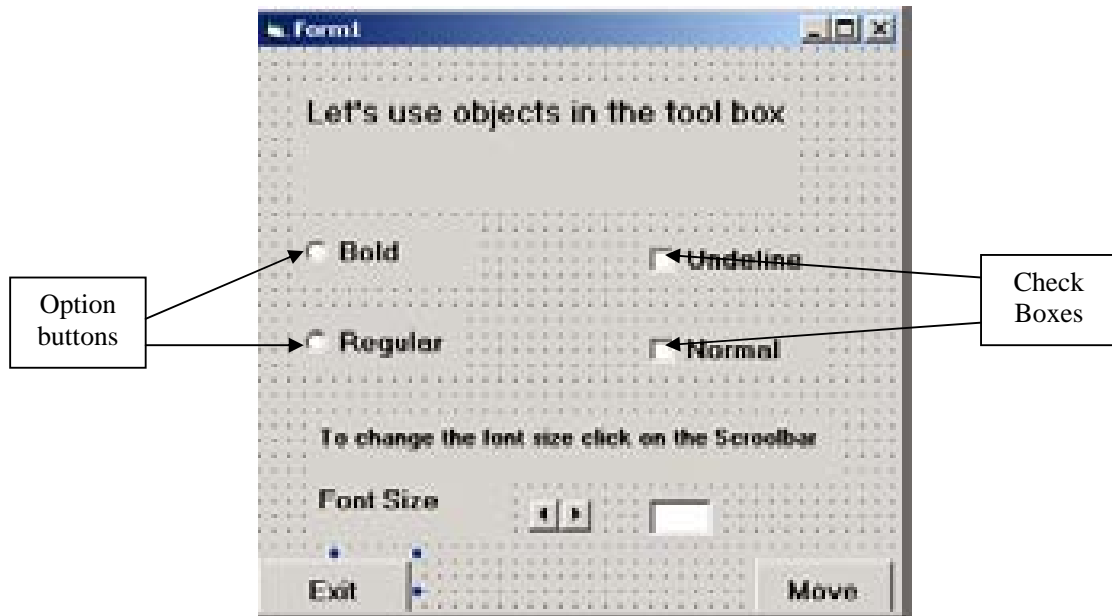 Form1
Let's use objects in the tool box
Bold
Undeline
Option
buttons
Check
Boxes
Regular
Normal
To change the font size click on the Scroolbar
Font Size
Exit
Move